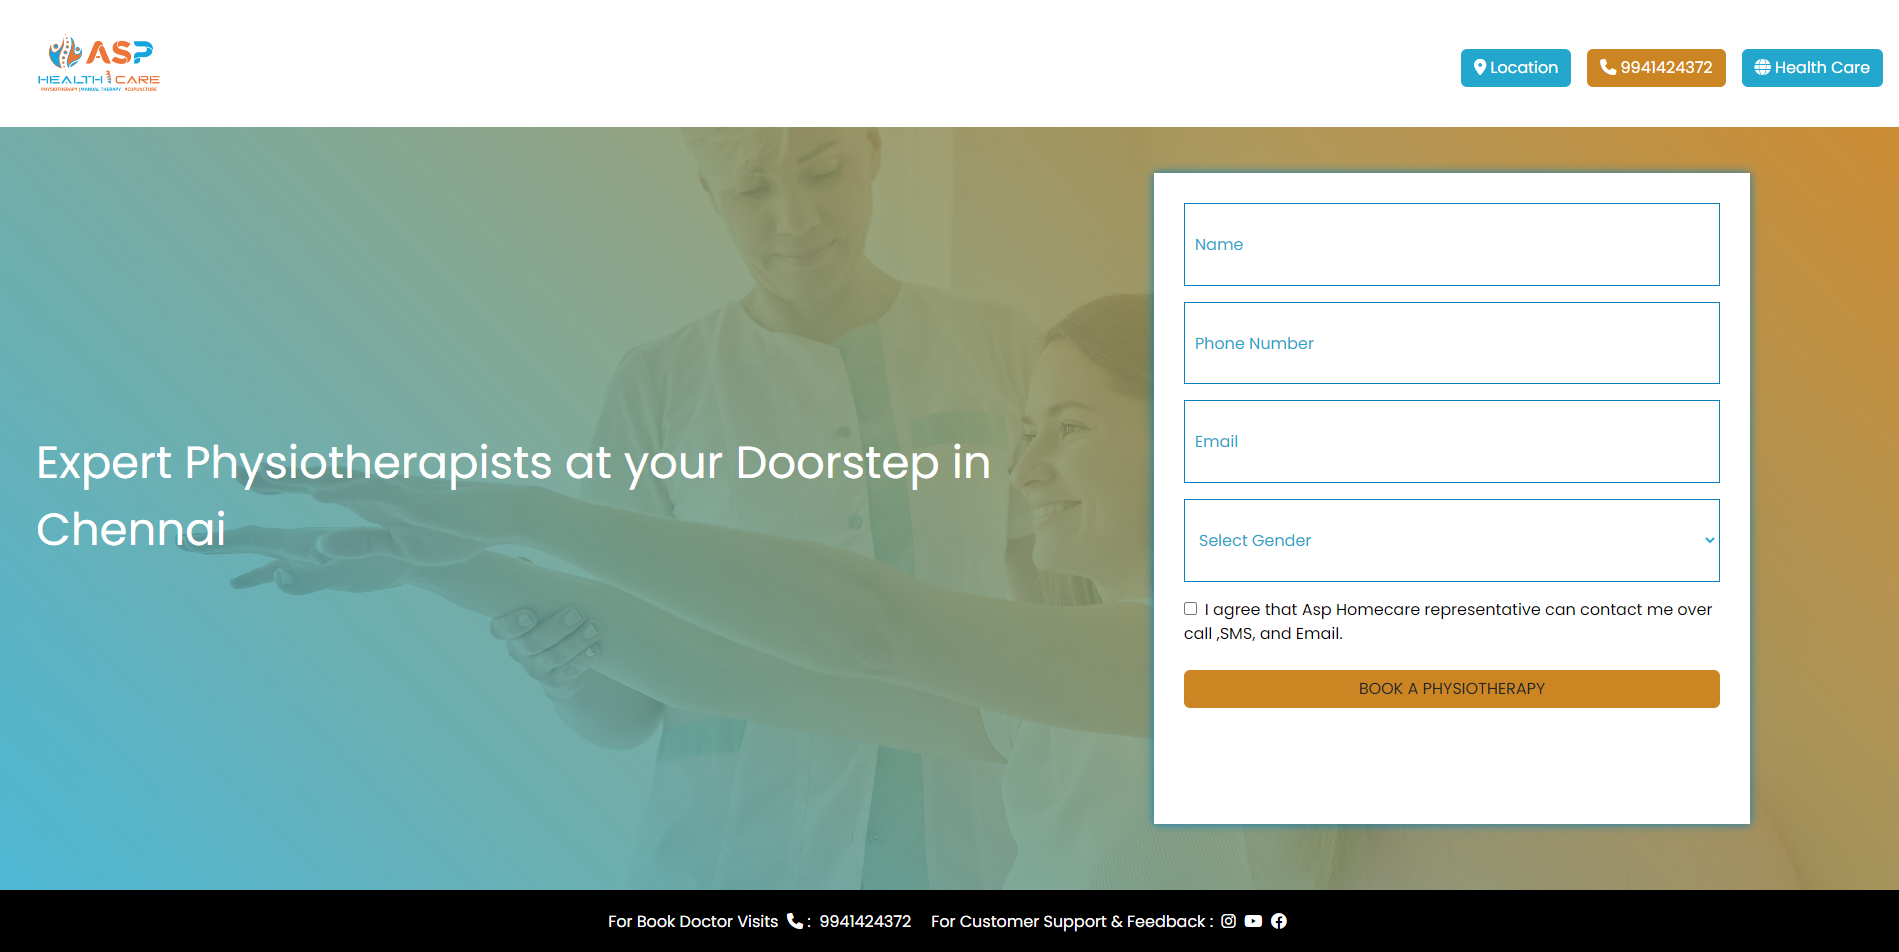 ASP
HEALTH CARE
PHYSIOTHERAPY | MANUAL THERAPY | ACUPUNCTURE
Location
9941424372
Health Care
Expert Physiotherapists at your Doorstep in
Chennai
Name
Phone Number
Email
Select Gender
I agree that Asp Homecare representative can contact me over
call ,SMS, and Email.
BOOK A PHYSIOTHERAPY
For Book Doctor Visits : 9941424372 For Customer Support & Feedback :